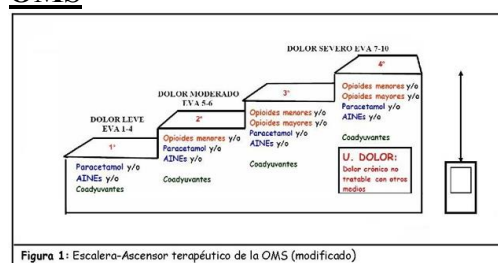 OMS
DOLOR SEVERO EVA 7-10
4º
Opioides menores y/o
Opioides mayores y/o
Paracetamol y/o
AINEs y/o
Coadyuvantes
U. DOLOR:
Dolor crónico no
tratable con otros
medios
3º
Opioides menores y/o
Opioides mayores y/o
Paracetamol y/o
AINEs y/o
Coadyuvantes
DOLOR MODERADO
EVA 5-6
2º
Opioides menores y/o
Paracetamol y/o
AINEs y/o
Coadyuvantes
DOLOR LEVE
EVA 1-4
1º
Paracetamol y/o
AINEs y/o
Coadyuvantes
Figura 1: Escalera-Ascensor terapéutico de la OMS (modificado)